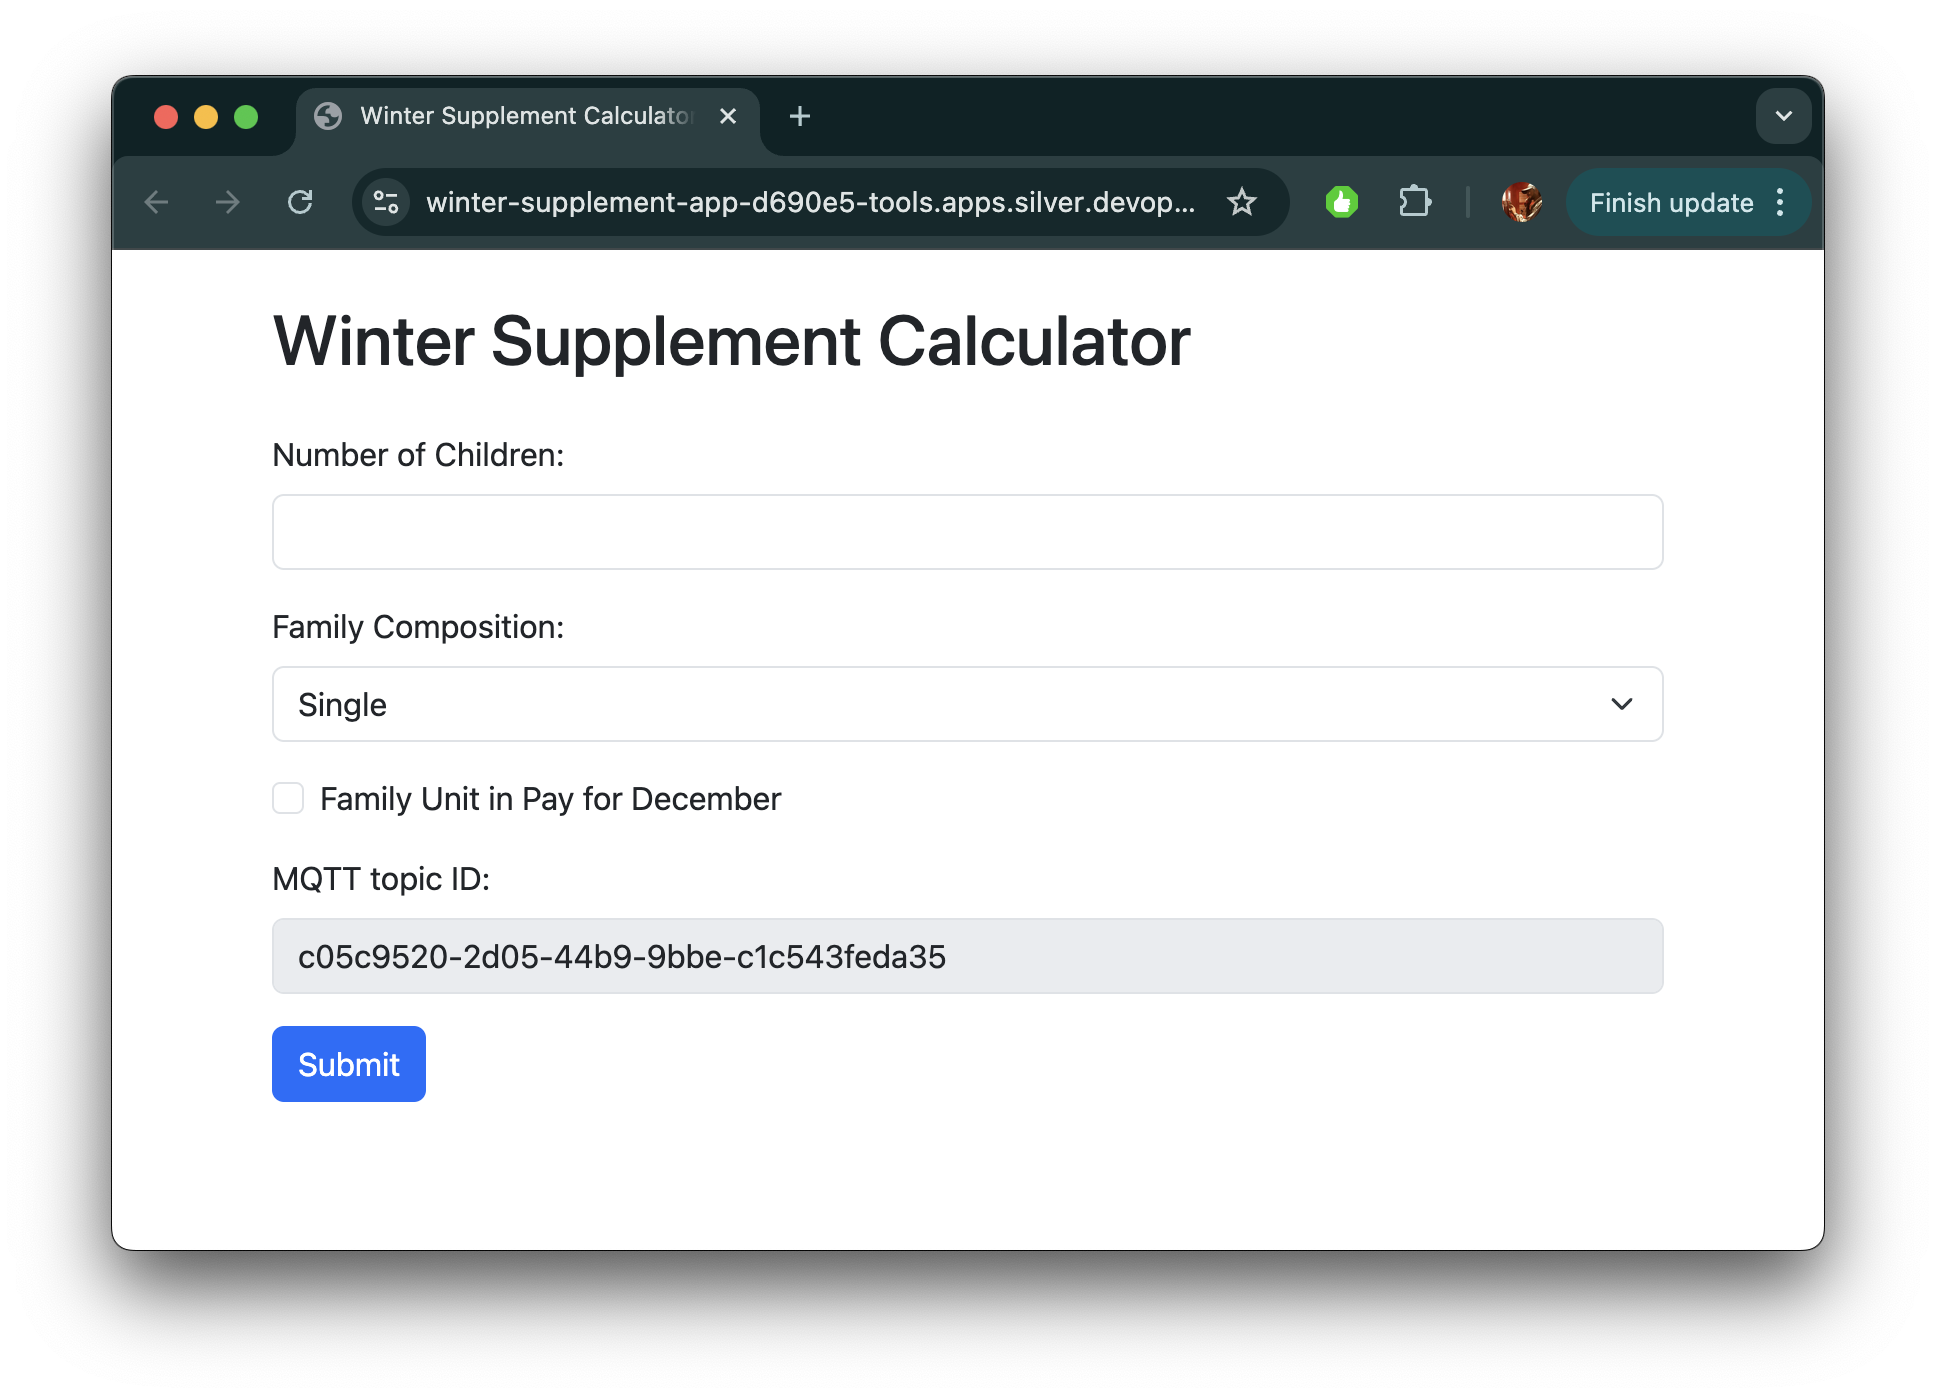 Winter Supplement Calculator
winter-supplement-app-d690e5-tools.apps.silver.devop...
Finish update
Winter Supplement Calculator
Number of Children:
Family Composition:
Single
Family Unit in Pay for December
MQTT topic ID:
c05c9520-2d05-44b9-9bbe-c1c543feda35
Submit